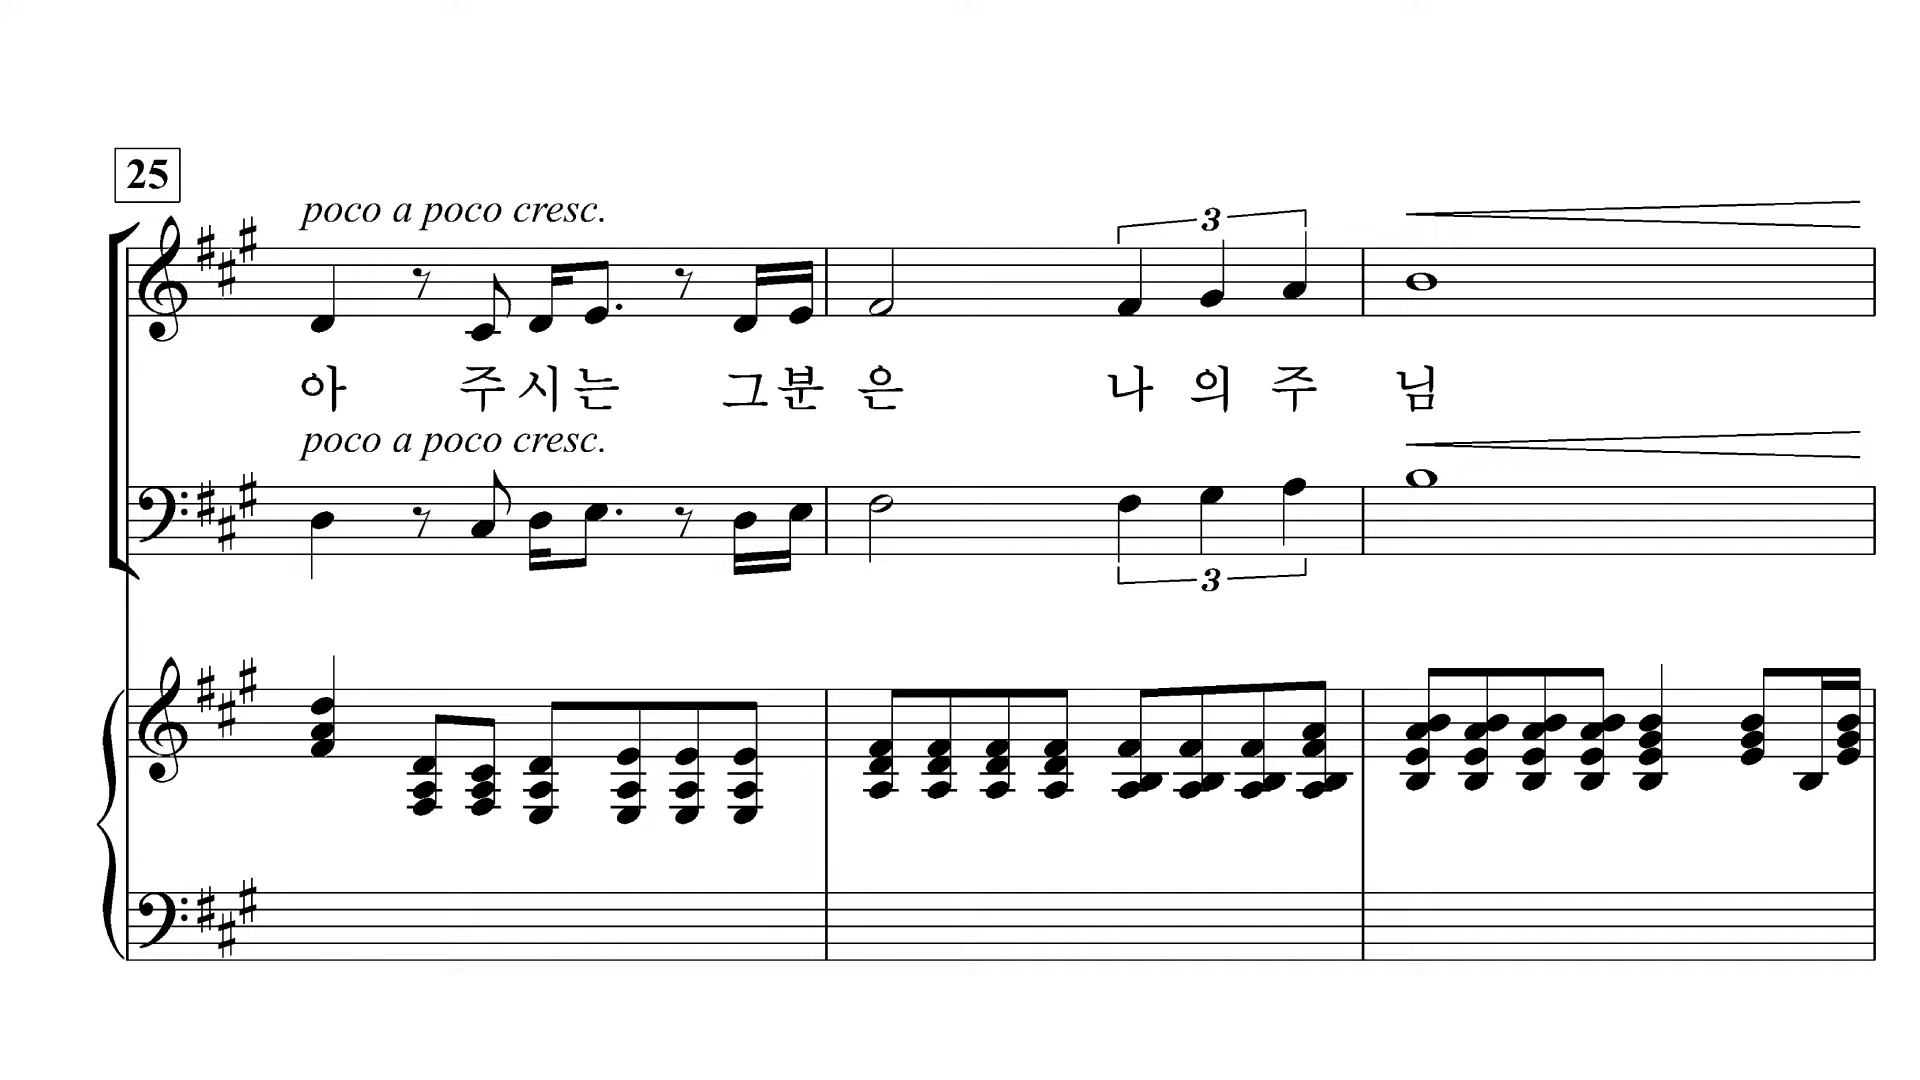 25
poco a poco cresc.
3
아 주 시 는 그 분 은 나 의 주 님
poco a poco cresc.
3